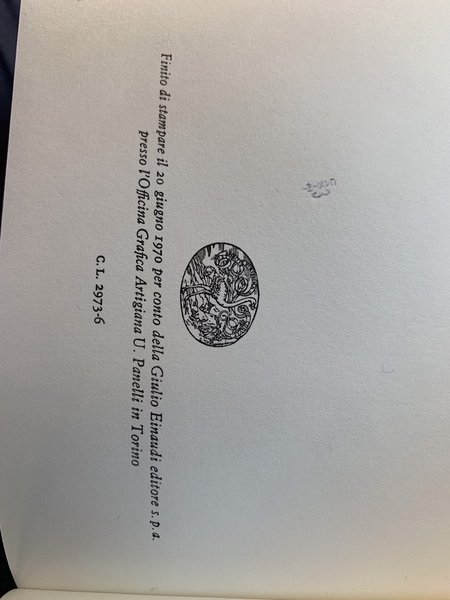 Finito di stampare il 20 giugno 1970 per conto della Giulio Einaudi editore s. p. a.
presso l'Officina Grafica Artigiana U. Panelli in Torino
C. L. 2973-6